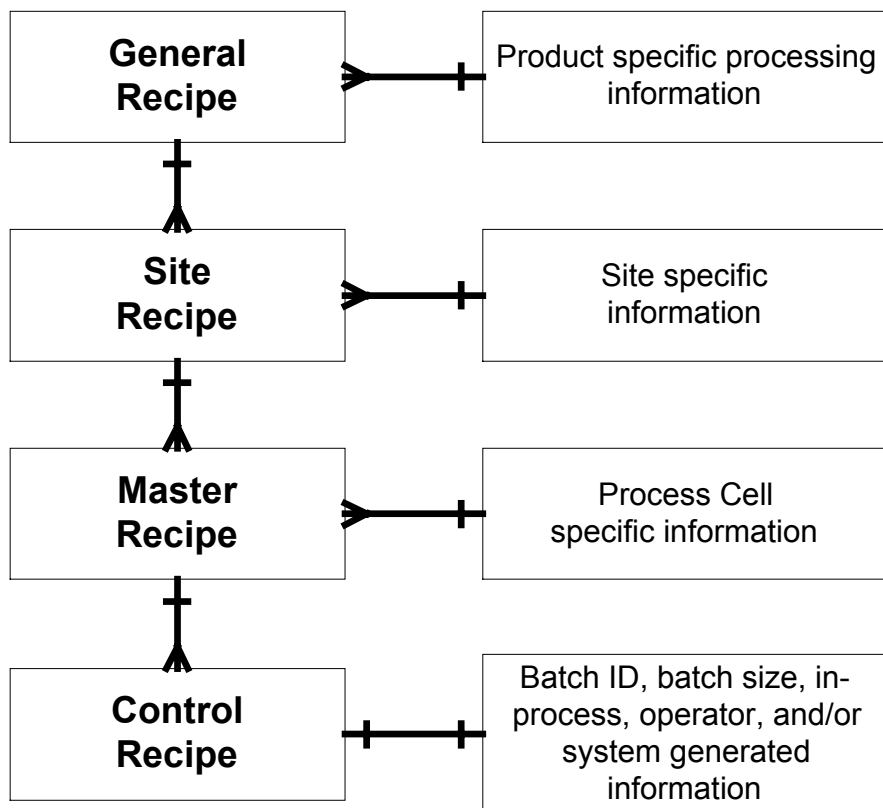 General
Recipe
Product specific processing
information
Site
Recipe
Site specific
information
Master
Recipe
Process Cell
specific information
Control
Recipe
Batch ID, batch size, in-
process, operator, and/or
system generated
information